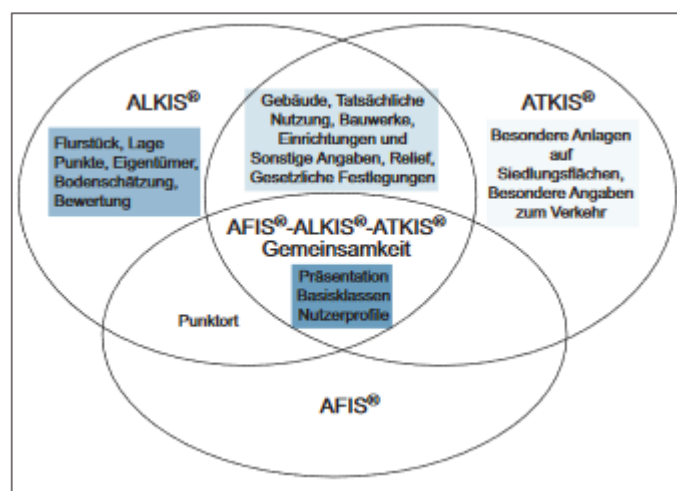 ALKIS®
Flurstück, Lage
Punkte, Eigentümer,
Bodenschätzung,
Bewertung
Gebäude, Tatsächliche
Nutzung, Bauwerke,
Einrichtungen und
Sonstige Angaben, Relief,
Gesetzliche Festlegungen
ATKIS®
Besondere Anlagen
auf
Siedlungsflächen,
Besondere Angaben
zum Verkehr
AFIS®-ALKIS®-ATKIS®
Gemeinsamkeit
Präsentation
Basisklassen
Nutzerprofile
Punktort
AFIS®